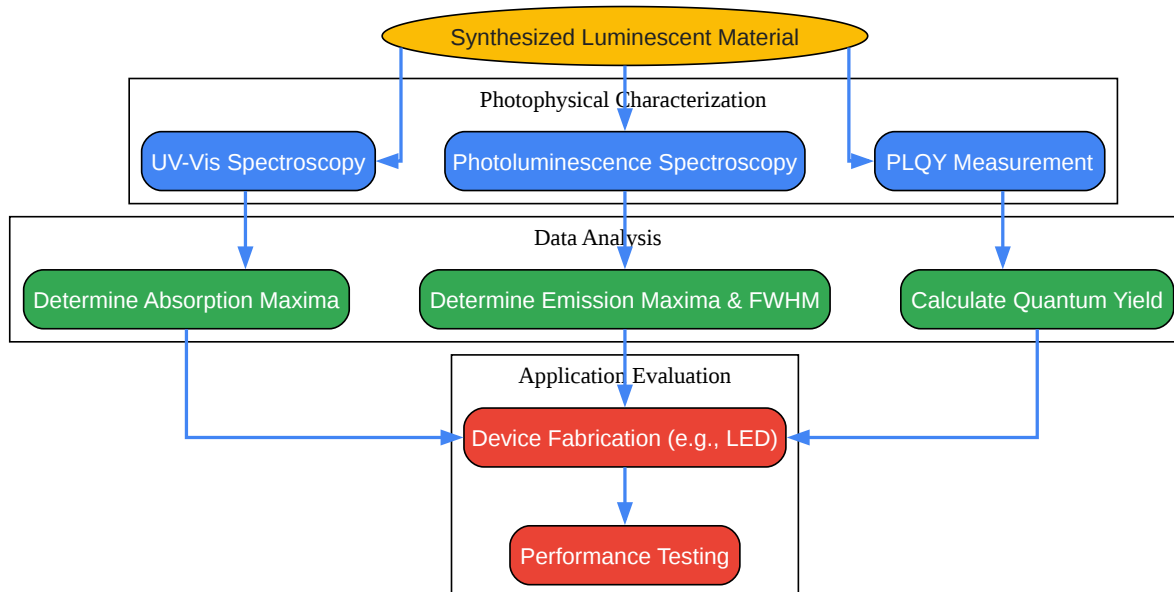 Synthesized Luminescent Material
Photophysical Characterization
UV-Vis Spectroscopy
Photoluminescence Spectroscopy
PLQY Measurement
Data Analysis
Determine Absorption Maxima
Determine Emission Maxima & FWHM
Calculate Quantum Yield
Application Evaluation
Device Fabrication (e.g., LED)
Performance Testing